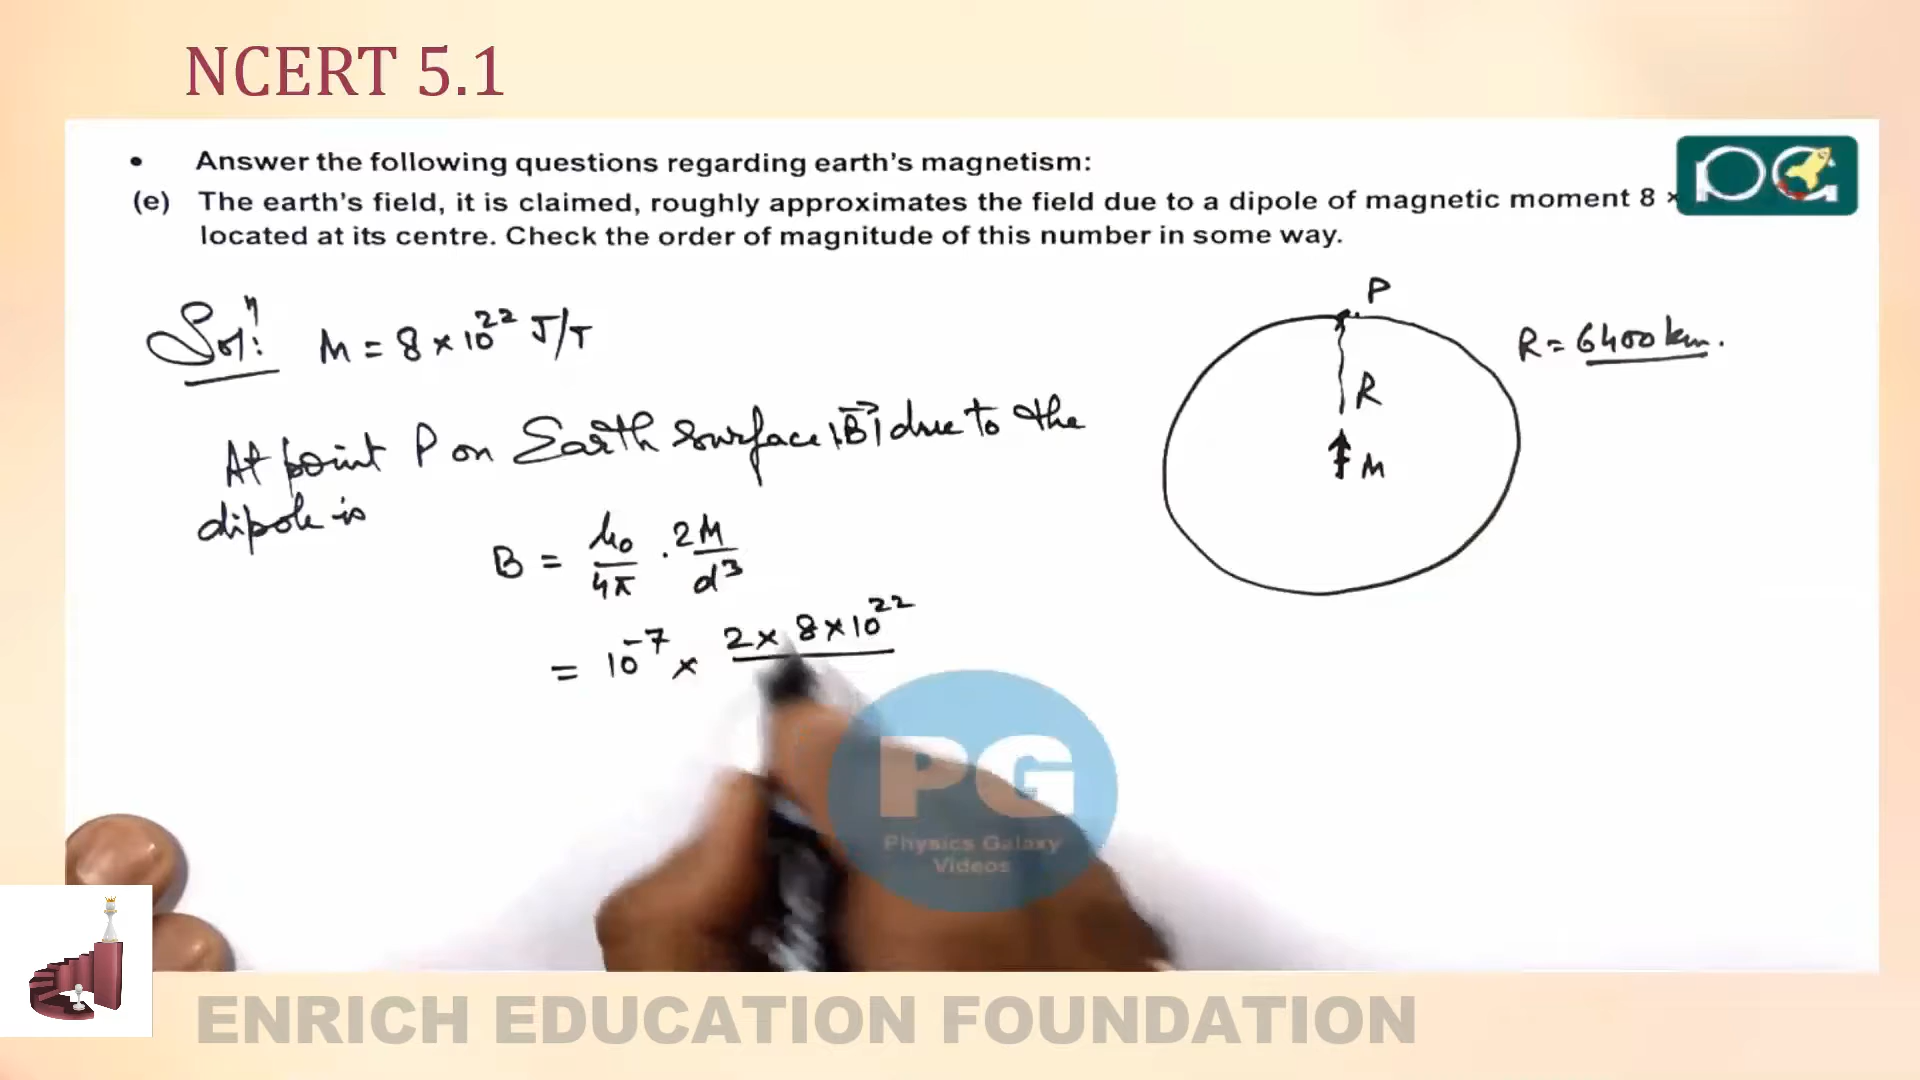 NCERT 5.1
• Answer the following questions regarding earth's magnetism:
(e) The earth's field, it is claimed, roughly approximates the field due to a dipole of magnetic moment 8 ×
located at its centre. Check the order of magnitude of this number in some way.
P
Solⁿ: M = 8 × 10²² J/T
R = 6400 km.
R
At point P on Earth surface |B⃗| due to the
M
dipole is
B = μ₀/4π · 2M/d³
= 10⁻⁷ × 2 × 8 × 10²²
PG
Physics Galaxy
Videos
ENRICH EDUCATION FOUNDATION